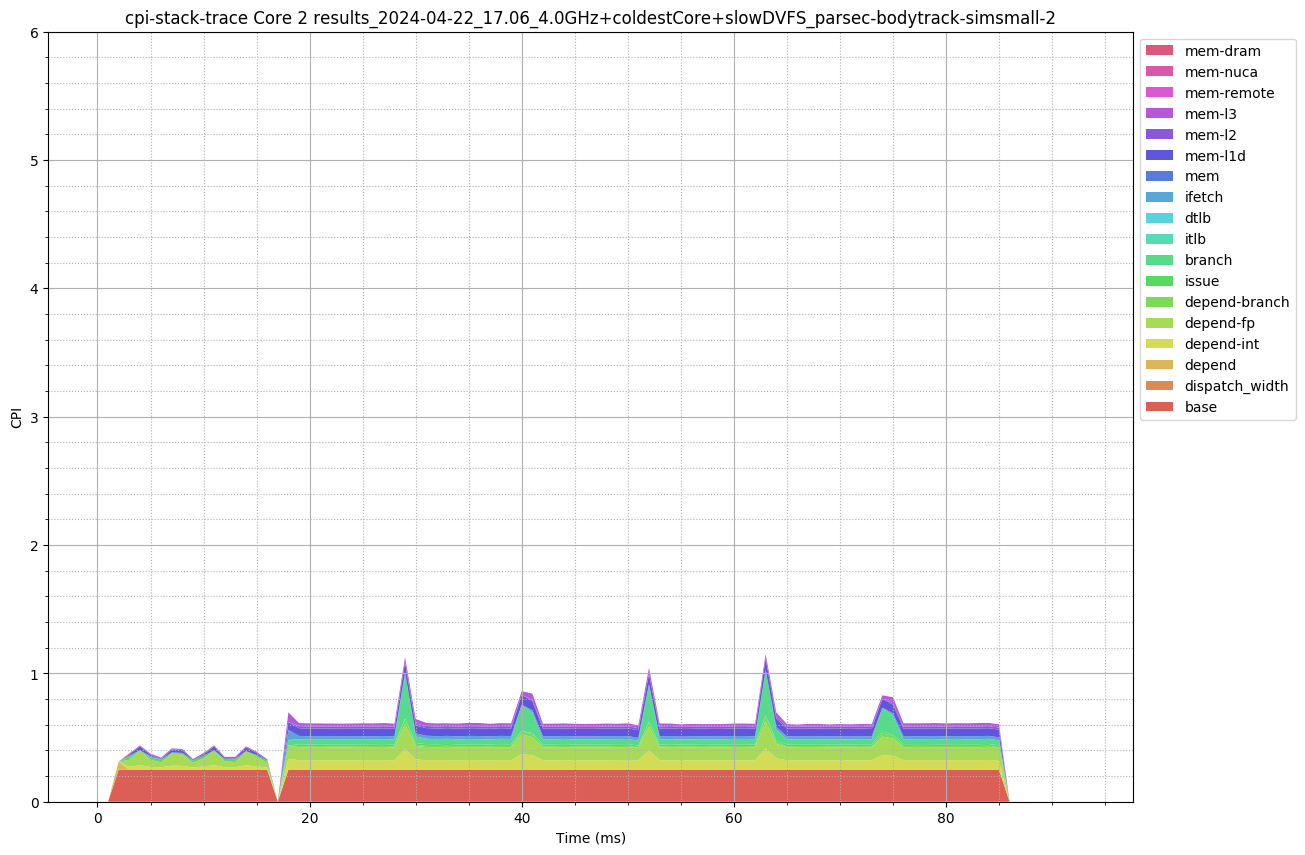 cpi-stack-trace Core 2 results_2024-04-22_17.06_4.0GHz+coldestCore+slowDVFS_parsec-bodytrack-simsmall-2
6
5
4
3
2
1
0
CPI
0
20
40
60
80
Time (ms)
mem-dram
mem-nuca
mem-remote
mem-l3
mem-l2
mem-l1d
mem
ifetch
dtlb
itlb
branch
issue
depend-branch
depend-fp
depend-int
depend
dispatch_width
base